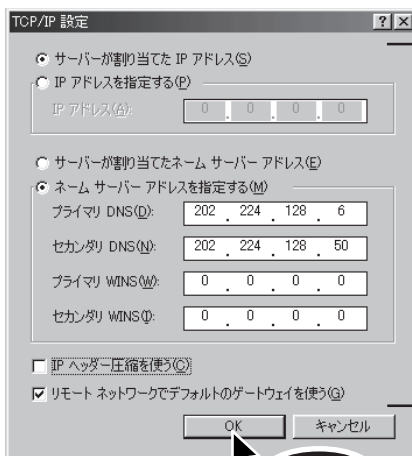 TCP/IP 設定
サーバーが割り当てた IP アドレス(S)
IP アドレスを指定する(P)
IP アドレス(A): 0 . 0 . 0 . 0
サーバーが割り当てたネーム サーバー アドレス(E)
ネーム サーバー アドレスを指定する(M)
プライマリ DNS(D): 202 . 224 . 128 . 6
セカンダリ DNS(N): 202 . 224 . 128 . 50
プライマリ WINS(W): 0 . 0 . 0 . 0
セカンダリ WINS(I): 0 . 0 . 0 . 0
IP ヘッダー圧縮を使う(C)
リモート ネットワークでデフォルトのゲートウェイを使う(G)
OK キャンセル